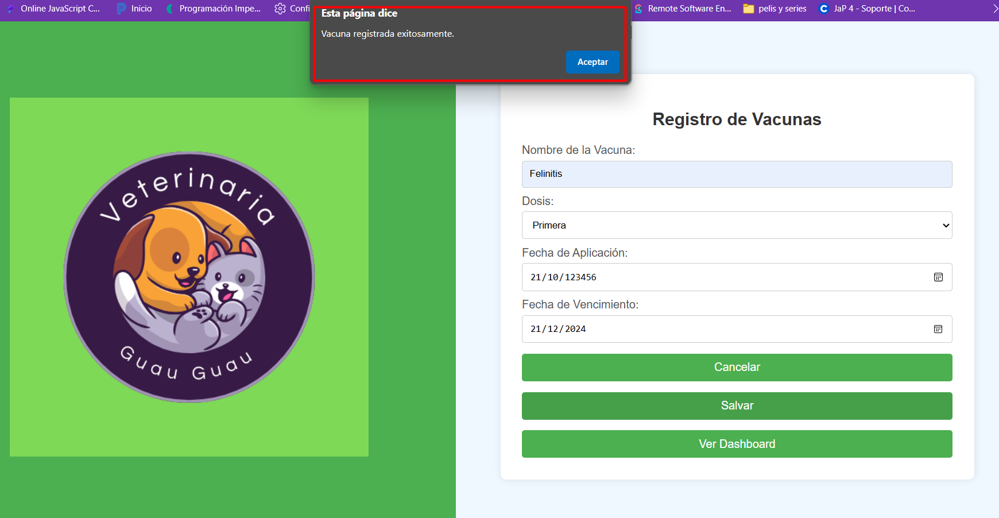 Online JavaScript C...
Inicio
Programación Impe...
Confi
Remote Software En...
pelis y series
JaP 4 - Soporte | Co...
Esta página dice
Vacuna registrada exitosamente.
Aceptar
Veterinaria
Guau Guau
Registro de Vacunas
Nombre de la Vacuna:
Felinitis
Dosis:
Primera
Fecha de Aplicación:
21/10/123456
Fecha de Vencimiento:
21/12/2024
Cancelar
Salvar
Ver Dashboard